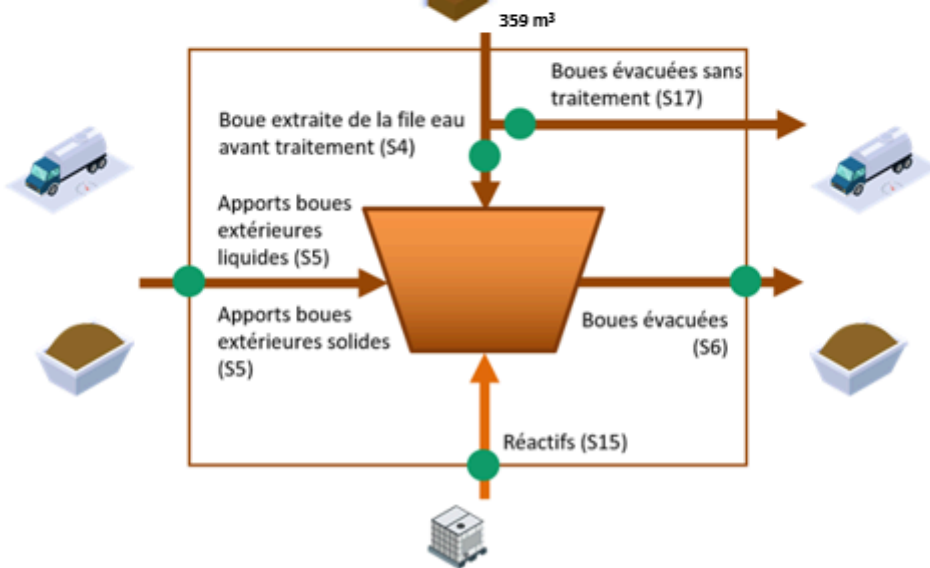 359 m³
Boues évacuées sans
traitement (S17)
Boue extraite de la file eau
avant traitement (S4)
Apports boues
extérieures
liquides (S5)
Apports boues
extérieures solides
(S5)
Boues évacuées
(S6)
Réactifs (S15)